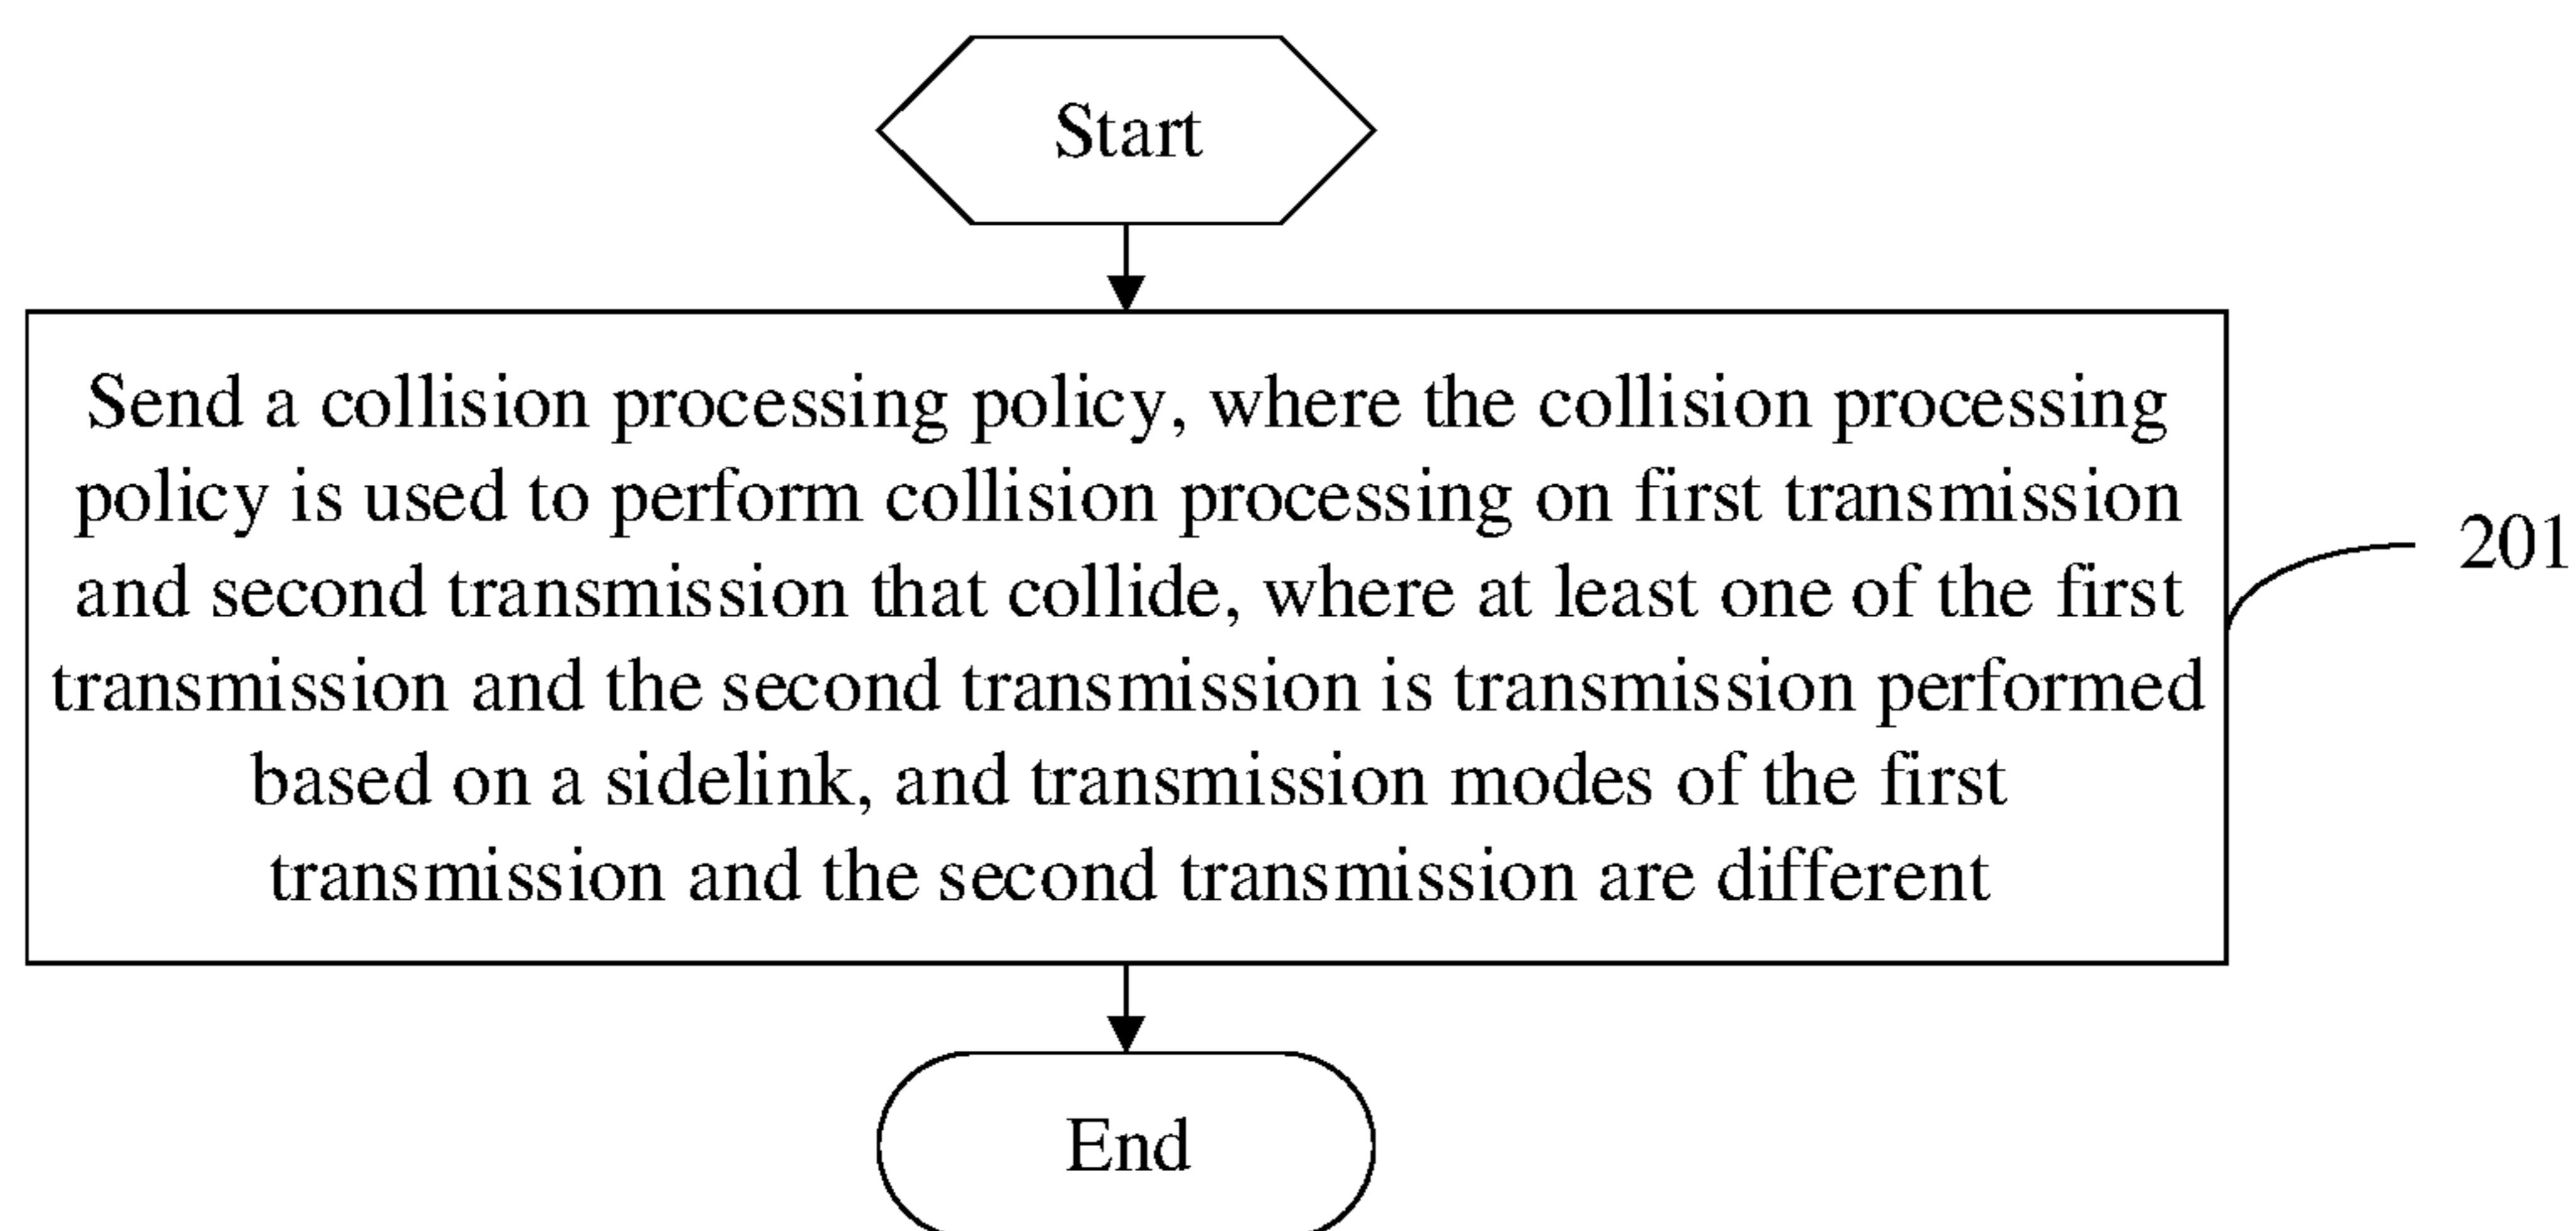 Start
Send a collision processing policy, where the collision processing
policy is used to perform collision processing on first transmission
and second transmission that collide, where at least one of the first
transmission and the second transmission is transmission performed
based on a sidelink, and transmission modes of the first
transmission and the second transmission are different
201
End